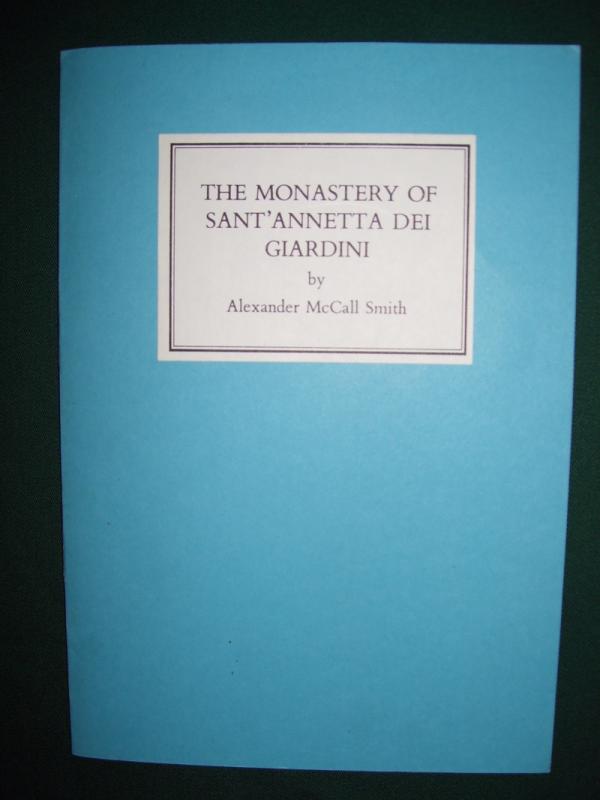 THE MONASTERY OF
SANT'ANNETTA DEI
GIARDINI
by
Alexander McCall Smith